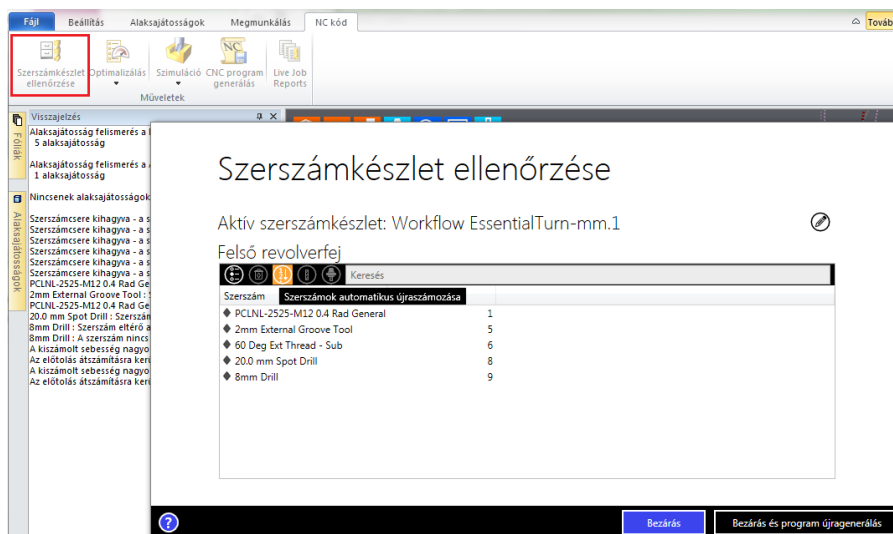 Fájl Beállítás Alaksajátosságok Megmunkálás NC kód Továb
Szerszámkészlet ellenőrzése Optimalizálás Szimuláció CNC program generálás Live Job Reports
Műveletek
Visszajelzés
Fóliák
Alaksajátosságok
Alaksajátosság felismerés a
5 alaksajátosság
Alaksajátosság felismerés a
1 alaksajátosság
Nincsenek alaksajátosságok
Szerszámcsere kihagyva - a s
Szerszámcsere kihagyva - a s
Szerszámcsere kihagyva - a s
Szerszámcsere kihagyva - a s
Szerszámcsere kihagyva - a s
Szerszámcsere kihagyva - a s
PCLNL-2525-M12 0.4 Rad Ge
2mm External Groove Tool :
PCLNL-2525-M12 0.4 Rad Ge
20.0 mm Spot Drill : Szerszám
8mm Drill : Szerszám eltérő a
8mm Drill : A szerszám nincs
A kiszámolt sebesség nagyo
Az előtolás átszámításra kerü
A kiszámolt sebesség nagyo
Az előtolás átszámításra kerü
Szerszámkészlet ellenőrzése
Aktív szerszámkészlet: Workflow EssentialTurn-mm.1
Felső revolverfej
Keresés
Szerszám Szerszámok automatikus újraszámozása
PCLNL-2525-M12 0.4 Rad General 1
2mm External Groove Tool 5
60 Deg Ext Thread - Sub 6
20.0 mm Spot Drill 8
8mm Drill 9
Bezárás Bezárás és program újragenerálás